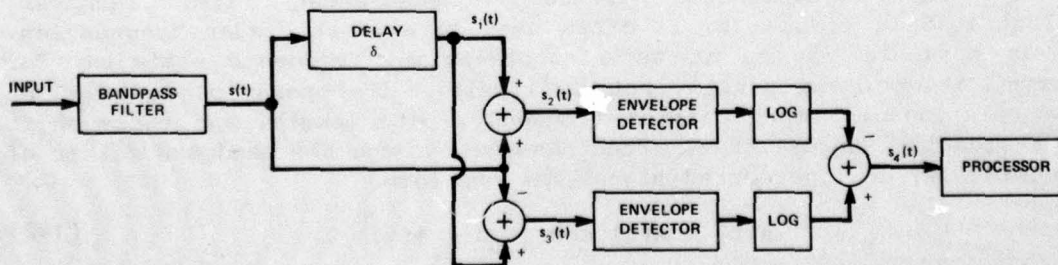 DELAY
δ
s₁(t)
INPUT
BANDPASS
FILTER
s(t)
+
+
s₂(t)
ENVELOPE
DETECTOR
LOG
−
s₄(t)
PROCESSOR
+
−
+
+
s₃(t)
ENVELOPE
DETECTOR
LOG
+